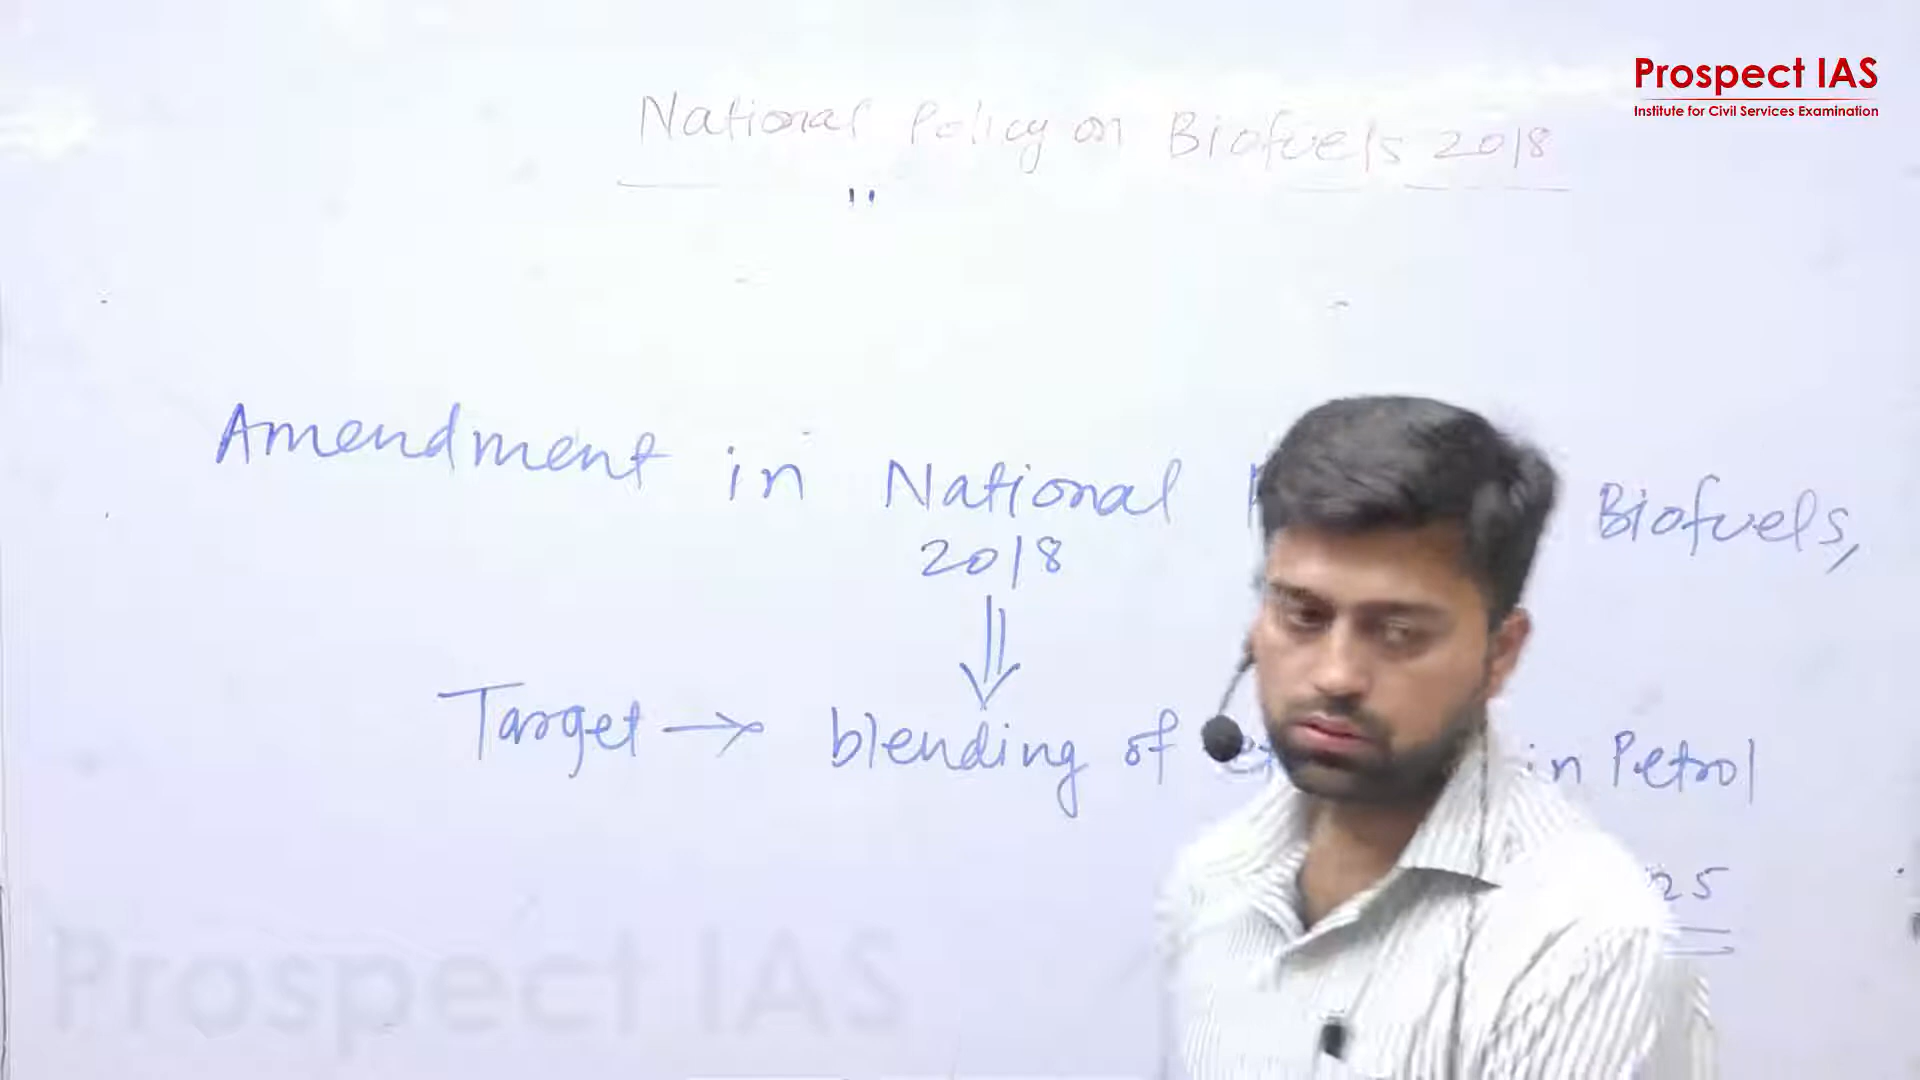 Prospect IAS
Institute for Civil Services Examination
National Policy on Biofuels 2018
Amendment in National Biofuels,
2018
Target → blending of in Petrol
25
Prospect IAS